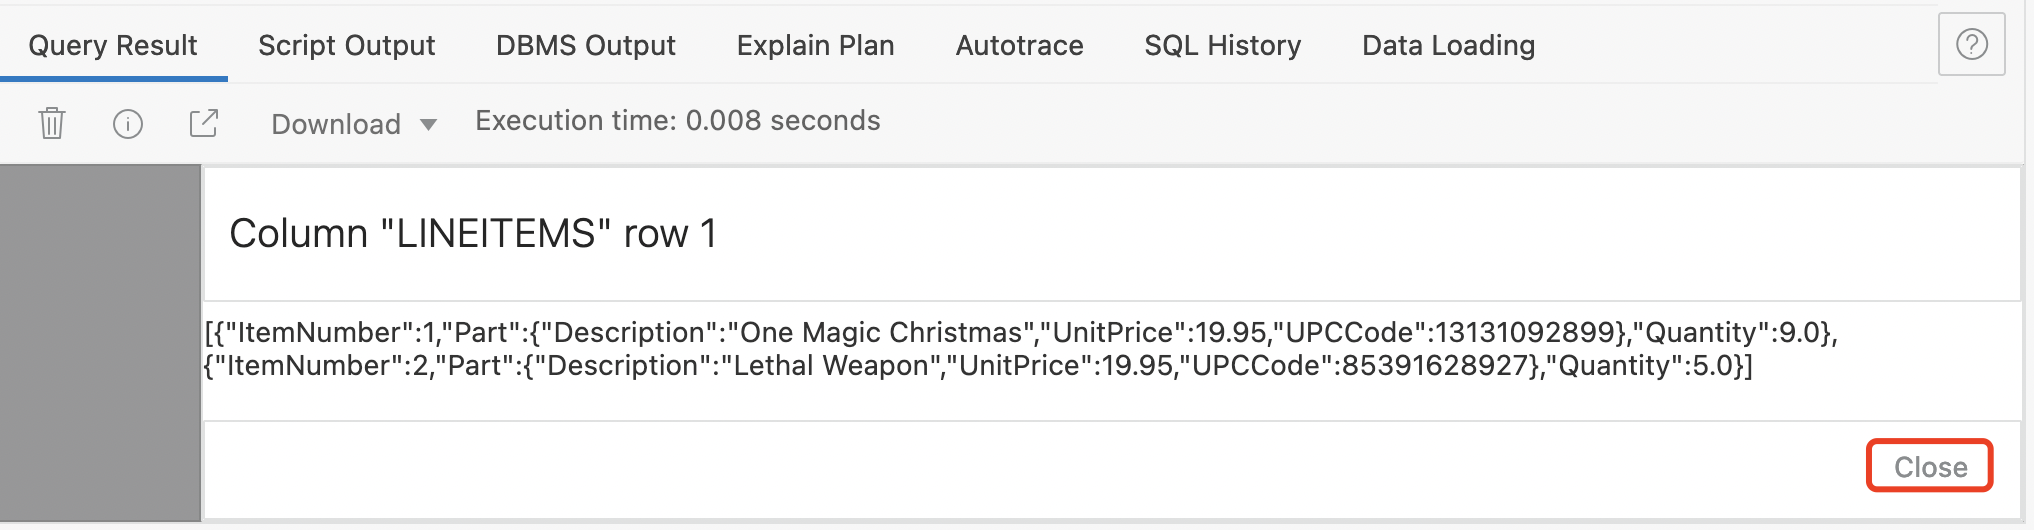 Query Result Script Output DBMS Output Explain Plan Autotrace SQL History Data Loading ?
Download Execution time: 0.008 seconds
Column "LINEITEMS" row 1
[{"ItemNumber":1,"Part":{"Description":"One Magic Christmas","UnitPrice":19.95,"UPCCode":13131092899},"Quantity":9.0},
{"ItemNumber":2,"Part":{"Description":"Lethal Weapon","UnitPrice":19.95,"UPCCode":85391628927},"Quantity":5.0}]
Close